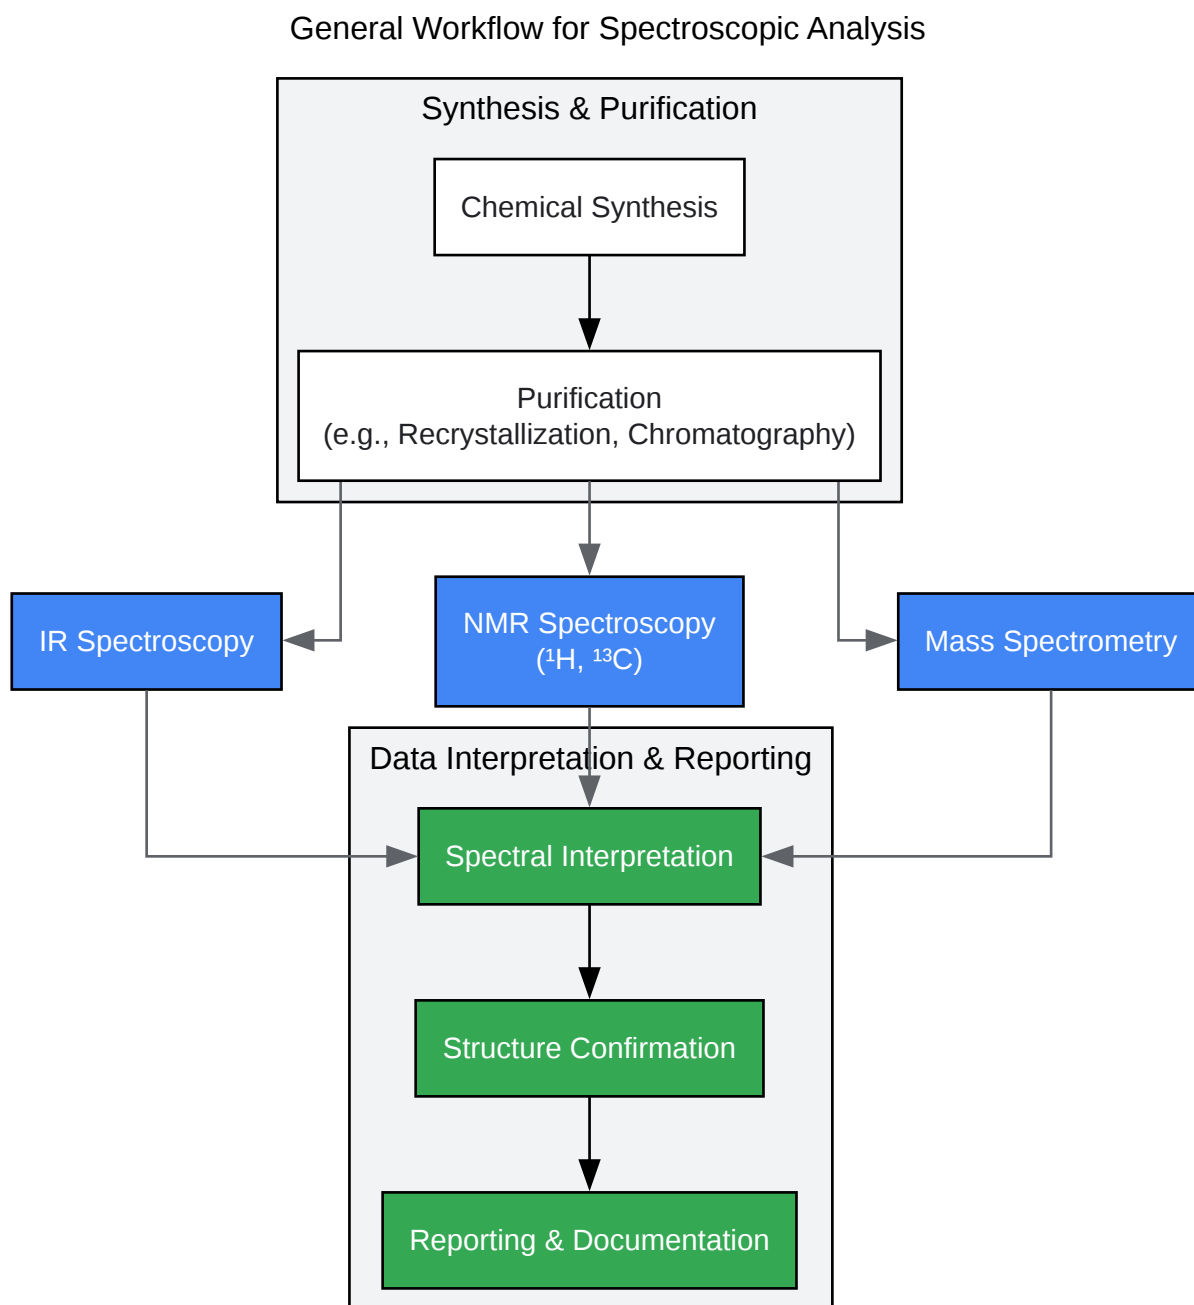 General Workflow for Spectroscopic Analysis
Synthesis & Purification
Chemical Synthesis
Purification
(e.g., Recrystallization, Chromatography)
IR Spectroscopy
NMR Spectroscopy
(¹H, ¹³C)
Mass Spectrometry
Data Interpretation & Reporting
Spectral Interpretation
Structure Confirmation
Reporting & Documentation